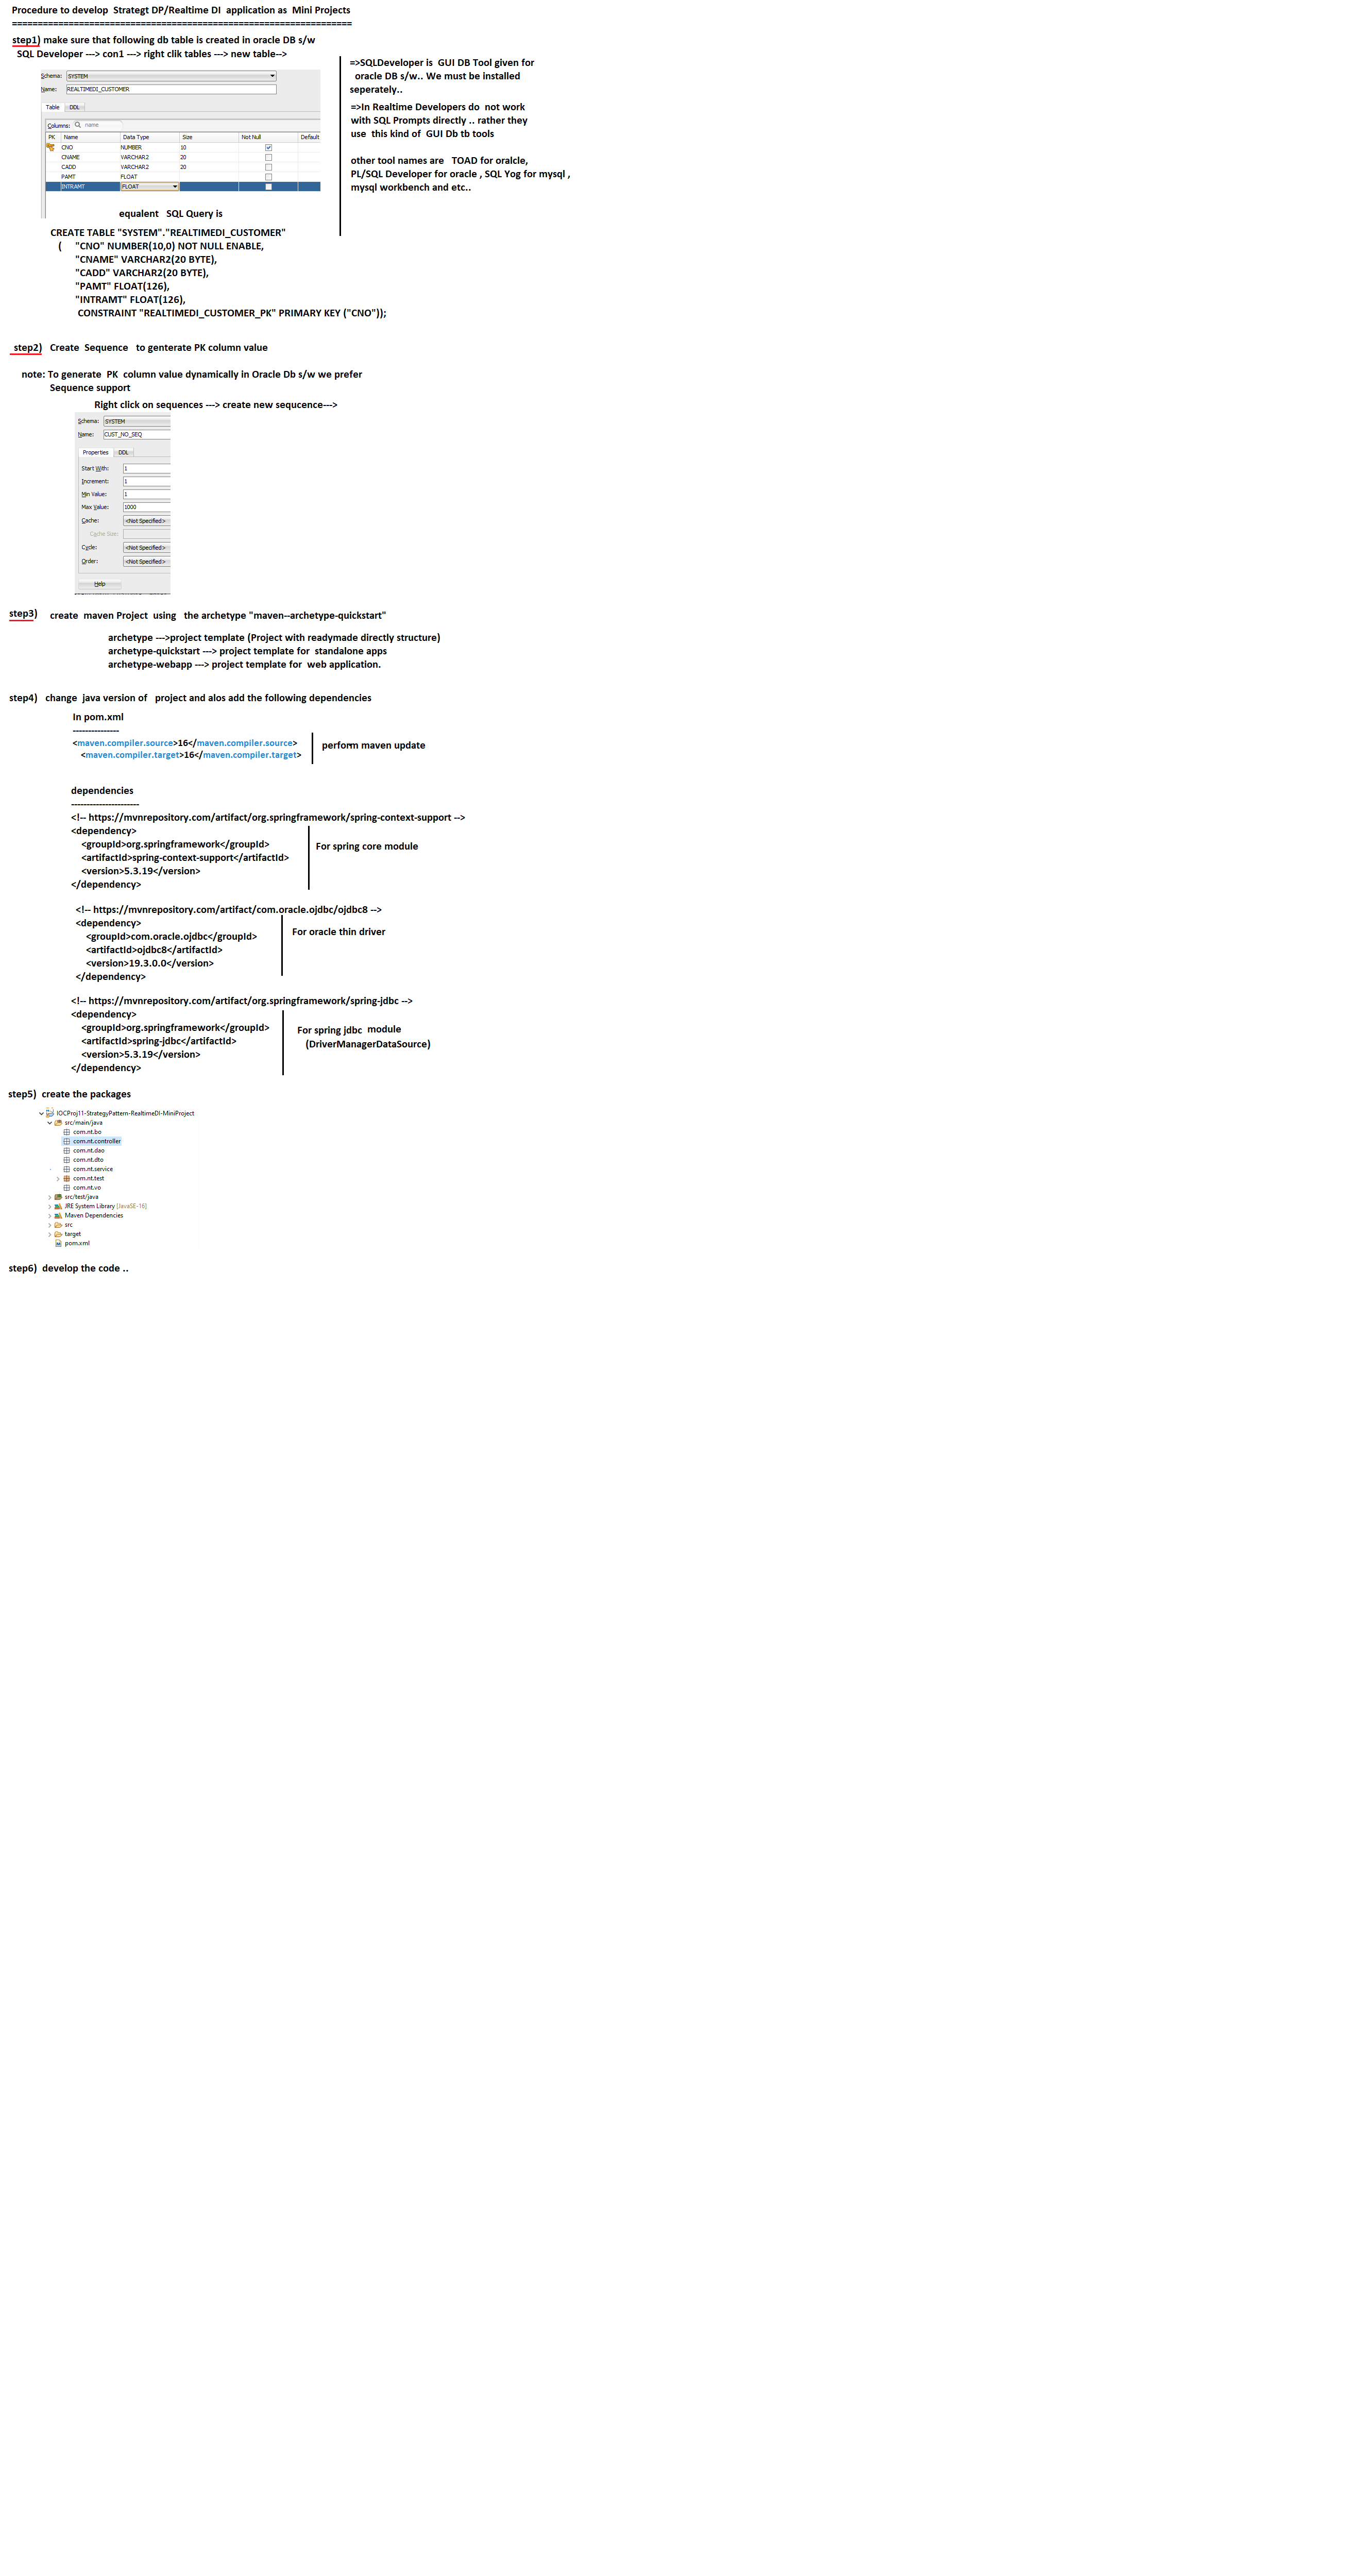 Procedure to develop  Strategt DP/Realtime DI  application as  Mini Projects
==================================================================
step1) make sure that following db table is created in oracle DB s/w
SQL Developer ---> con1 ---> right clik tables ---> new table-->
Schema: SYSTEM
Name: REALTIMEDI_CUSTOMER
Table DDL
Columns: name
PK Name Data Type Size Not Null Default
CNO NUMBER 10
CNAME VARCHAR2 20
CADD VARCHAR2 20
PAMT FLOAT
INTRAMT FLOAT
=>SQLDeveloper is  GUI DB Tool given for
oracle DB s/w.. We must be installed
seperately..
=>In Realtime Developers do  not work
with SQL Prompts directly .. rather they
use  this kind of  GUI Db tb tools
other tool names are   TOAD for oralcle,
PL/SQL Developer for oracle , SQL Yog for mysql ,
mysql workbench and etc..
equalent   SQL Query is
CREATE TABLE "SYSTEM"."REALTIMEDI_CUSTOMER"
(     "CNO" NUMBER(10,0) NOT NULL ENABLE,
"CNAME" VARCHAR2(20 BYTE),
"CADD" VARCHAR2(20 BYTE),
"PAMT" FLOAT(126),
"INTRAMT" FLOAT(126),
CONSTRAINT "REALTIMEDI_CUSTOMER_PK" PRIMARY KEY ("CNO"));
step2)   Create  Sequence   to genterate PK column value
note: To generate  PK  column value dynamically in Oracle Db s/w we prefer
Sequence support
Right click on sequences ---> create new sequcence--->
Schema: SYSTEM
Name: CUST_NO_SEQ
Properties DDL
Start With: 1
Increment: 1
Min Value: 1
Max Value: 1000
Cache: <Not Specified>
Cache Size:
Cycle: <Not Specified>
Order: <Not Specified>
Help
step3)    create  maven Project  using   the archetype "maven--archetype-quickstart"
archetype --->project template (Project with readymade directly structure)
archetype-quickstart ---> project template for  standalone apps
archetype-webapp ---> project template for  web application.
step4)   change  java version of   project and alos add the following dependencies
In pom.xml
---------------
<maven.compiler.source>16</maven.compiler.source>
<maven.compiler.target>16</maven.compiler.target>
perform maven update
dependencies
----------------------
<!-- https://mvnrepository.com/artifact/org.springframework/spring-context-support -->
<dependency>
<groupId>org.springframework</groupId>
<artifactId>spring-context-support</artifactId>
<version>5.3.19</version>
</dependency>
For spring core module
<!-- https://mvnrepository.com/artifact/com.oracle.ojdbc/ojdbc8 -->
<dependency>
<groupId>com.oracle.ojdbc</groupId>
<artifactId>ojdbc8</artifactId>
<version>19.3.0.0</version>
</dependency>
For oracle thin driver
<!-- https://mvnrepository.com/artifact/org.springframework/spring-jdbc -->
<dependency>
<groupId>org.springframework</groupId>
<artifactId>spring-jdbc</artifactId>
<version>5.3.19</version>
</dependency>
For spring jdbc  module
(DriverManagerDataSource)
step5)  create the packages
IOCProj11-StrategyPattern-RealtimeDI-MiniProject
src/main/java
com.nt.bo
com.nt.controller
com.nt.dao
com.nt.dto
com.nt.service
com.nt.test
com.nt.vo
src/test/java
JRE System Library [JavaSE-16]
Maven Dependencies
src
target
pom.xml
step6)  develop the code ..